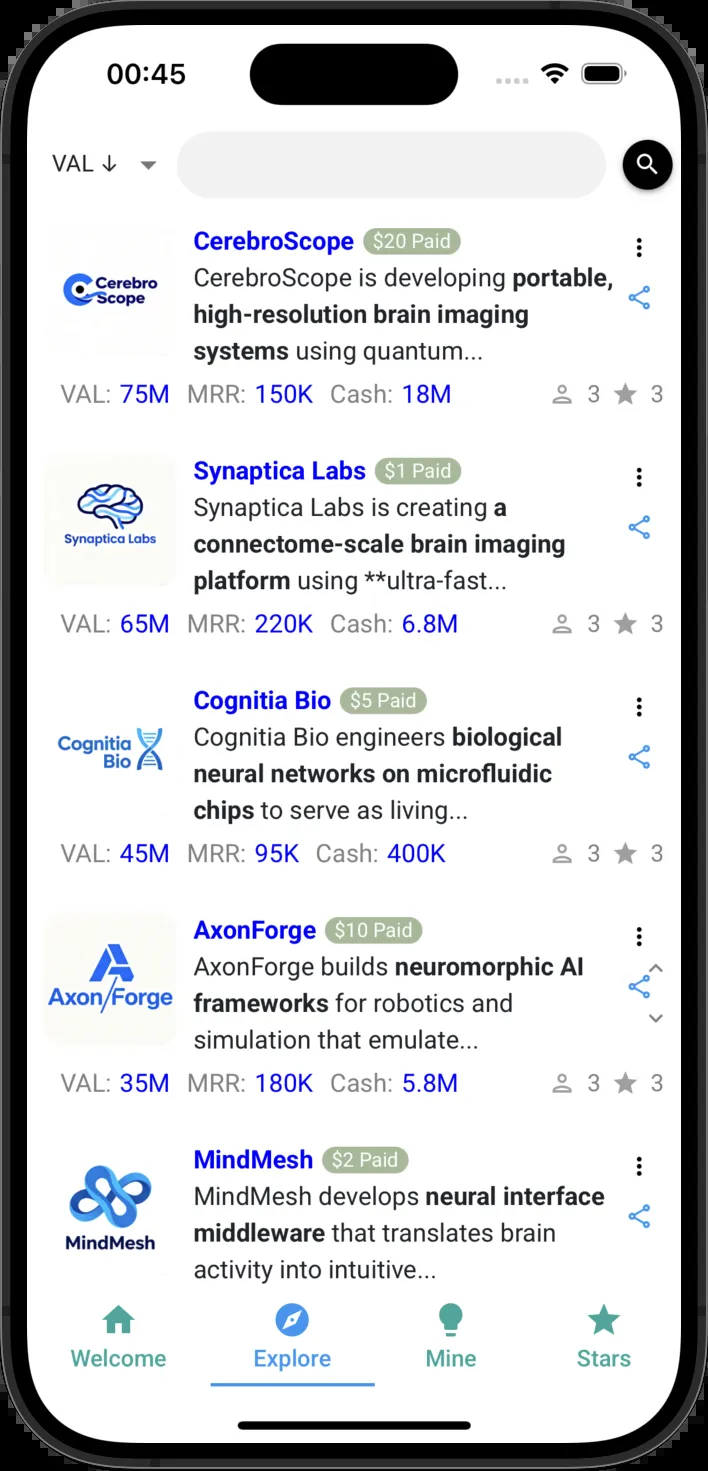 00:45
VAL ↓
CerebroScope $20 Paid
Cerebro
Scope
CerebroScope is developing portable,
high-resolution brain imaging
systems using quantum...
VAL: 75M MRR: 150K Cash: 18M 3 3
Synaptica Labs $1 Paid
Synaptica Labs
Synaptica Labs is creating a
connectome-scale brain imaging
platform using **ultra-fast...
VAL: 65M MRR: 220K Cash: 6.8M 3 3
Cognitia Bio $5 Paid
Cognitia
Bio
Cognitia Bio engineers biological
neural networks on microfluidic
chips to serve as living...
VAL: 45M MRR: 95K Cash: 400K 3 3
AxonForge $10 Paid
Axon/Forge
AxonForge builds neuromorphic AI
frameworks for robotics and
simulation that emulate...
VAL: 35M MRR: 180K Cash: 5.8M 3 3
MindMesh $2 Paid
MindMesh
MindMesh develops neural interface
middleware that translates brain
activity into intuitive...
Welcome Explore Mine Stars